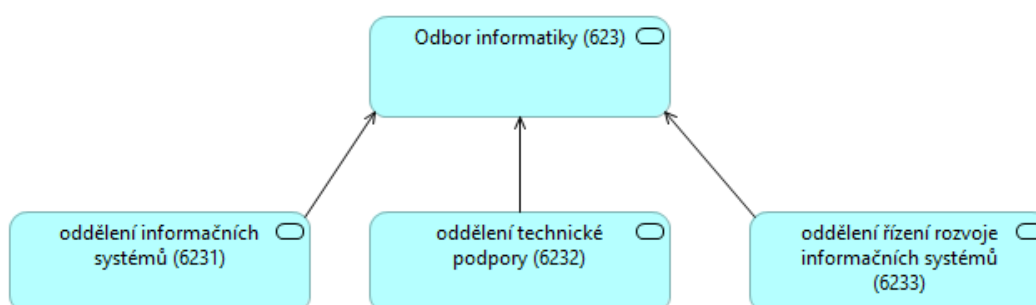 Odbor informatiky (623)
oddělení informačních
systémů (6231)
oddělení technické
podpory (6232)
oddělení řízení rozvoje
informačních systémů
(6233)